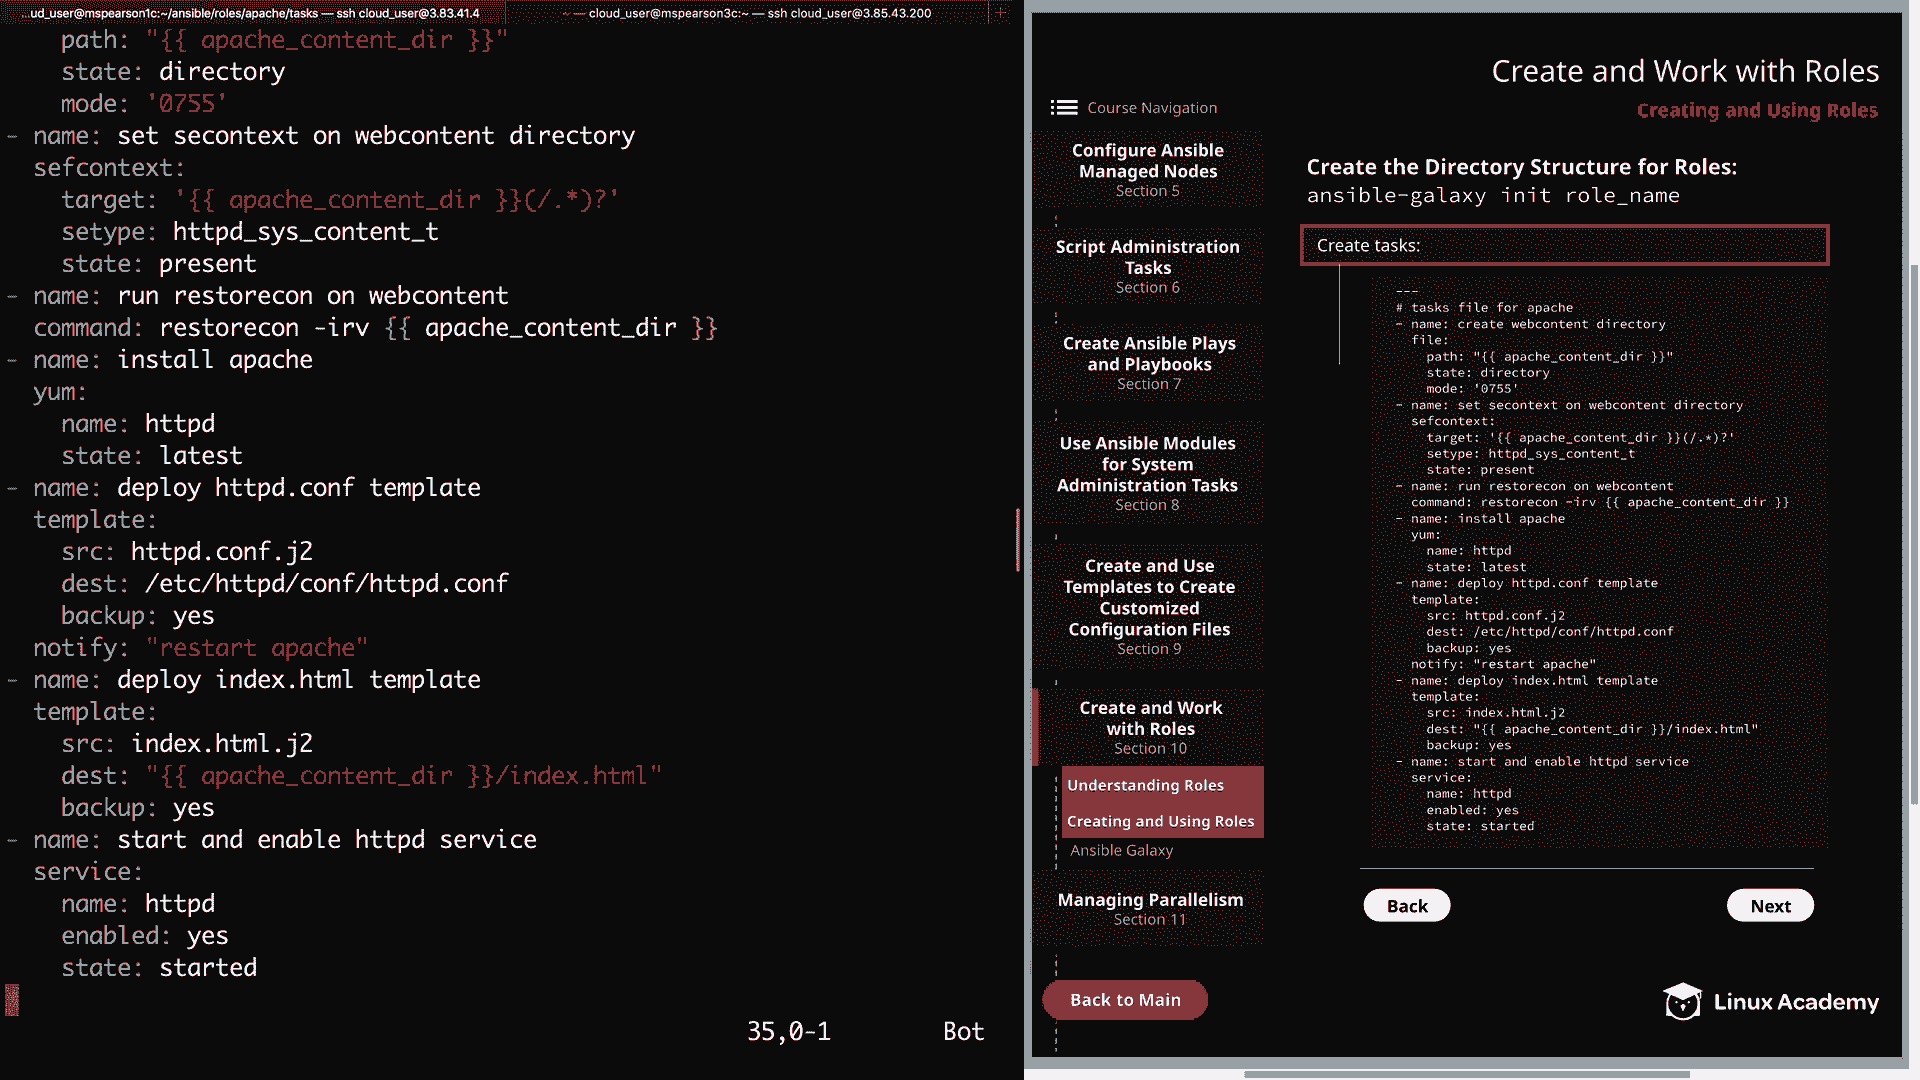 ...ud_user@mspearson1c:~/ansible/roles/apache/tasks — ssh cloud_user@3.83.41.4
~ — cloud_user@mspearson3c:~ — ssh cloud_user@3.85.43.200
+
path: "{{ apache_content_dir }}"
state: directory
mode: '0755'
- name: set secontext on webcontent directory
sefcontext:
target: '{{ apache_content_dir }}(/.*)?'
setype: httpd_sys_content_t
state: present
- name: run restorecon on webcontent
command: restorecon -irv {{ apache_content_dir }}
- name: install apache
yum:
name: httpd
state: latest
- name: deploy httpd.conf template
template:
src: httpd.conf.j2
dest: /etc/httpd/conf/httpd.conf
backup: yes
notify: "restart apache"
- name: deploy index.html template
template:
src: index.html.j2
dest: "{{ apache_content_dir }}/index.html"
backup: yes
- name: start and enable httpd service
service:
name: httpd
enabled: yes
state: started
35,0-1 Bot
Create and Work with Roles
Creating and Using Roles
Course Navigation
Configure Ansible
Managed Nodes
Section 5
Script Administration
Tasks
Section 6
Create Ansible Plays
and Playbooks
Section 7
Use Ansible Modules
for System
Administration Tasks
Section 8
Create and Use
Templates to Create
Customized
Configuration Files
Section 9
Create and Work
with Roles
Section 10
Understanding Roles
Creating and Using Roles
Ansible Galaxy
Managing Parallelism
Section 11
Back to Main
Create the Directory Structure for Roles:
ansible-galaxy init role_name
Create tasks:
---
# tasks file for apache
- name: create webcontent directory
file:
path: "{{ apache_content_dir }}"
state: directory
mode: '0755'
- name: set secontext on webcontent directory
sefcontext:
target: '{{ apache_content_dir }}(/.*)?'
setype: httpd_sys_content_t
state: present
- name: run restorecon on webcontent
command: restorecon -irv {{ apache_content_dir }}
- name: install apache
yum:
name: httpd
state: latest
- name: deploy httpd.conf template
template:
src: httpd.conf.j2
dest: /etc/httpd/conf/httpd.conf
backup: yes
notify: "restart apache"
- name: deploy index.html template
template:
src: index.html.j2
dest: "{{ apache_content_dir }}/index.html"
backup: yes
- name: start and enable httpd service
service:
name: httpd
enabled: yes
state: started
Back
Next
Linux Academy